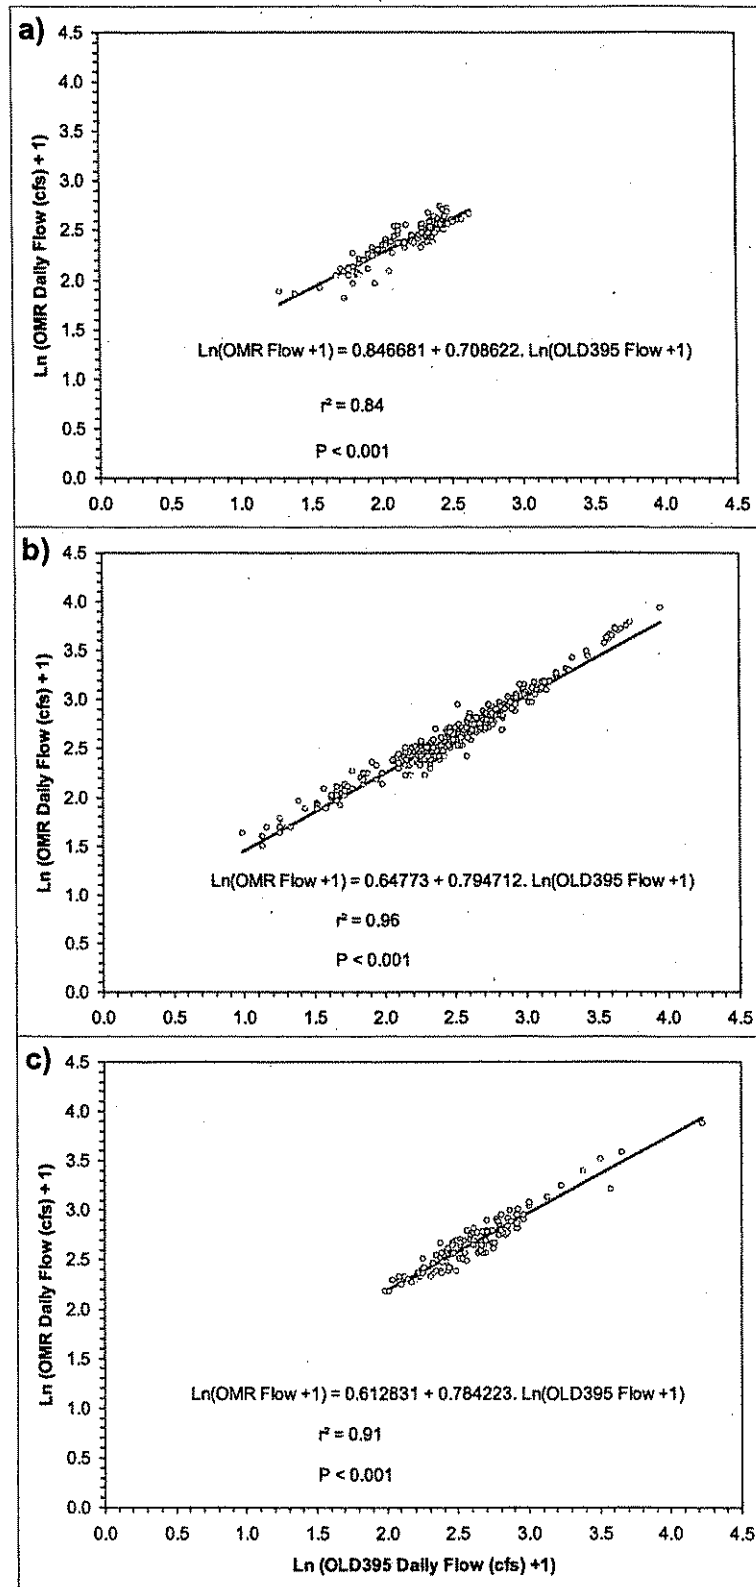 a)
4.5
4.0
3.5
3.0
2.5
2.0
1.5
1.0
0.5
0.0
Ln (OMR Daily Flow (cfs) + 1)
Ln(OMR Flow +1) = 0.846681 + 0.708622. Ln(OLD395 Flow +1)
r² = 0.84
P < 0.001
0.0 0.5 1.0 1.5 2.0 2.5 3.0 3.5 4.0 4.5
b)
4.5
4.0
3.5
3.0
2.5
2.0
1.5
1.0
0.5
0.0
Ln (OMR Daily Flow (cfs) + 1)
Ln(OMR Flow +1) = 0.64773 + 0.794712. Ln(OLD395 Flow +1)
r² = 0.96
P < 0.001
0.0 0.5 1.0 1.5 2.0 2.5 3.0 3.5 4.0 4.5
c)
4.5
4.0
3.5
3.0
2.5
2.0
1.5
1.0
0.5
0.0
Ln (OMR Daily Flow (cfs) + 1)
Ln(OMR Flow +1) = 0.612831 + 0.784223. Ln(OLD395 Flow +1)
r² = 0.91
P < 0.001
0.0 0.5 1.0 1.5 2.0 2.5 3.0 3.5 4.0 4.5
Ln (OLD395 Daily Flow (cfs) +1)